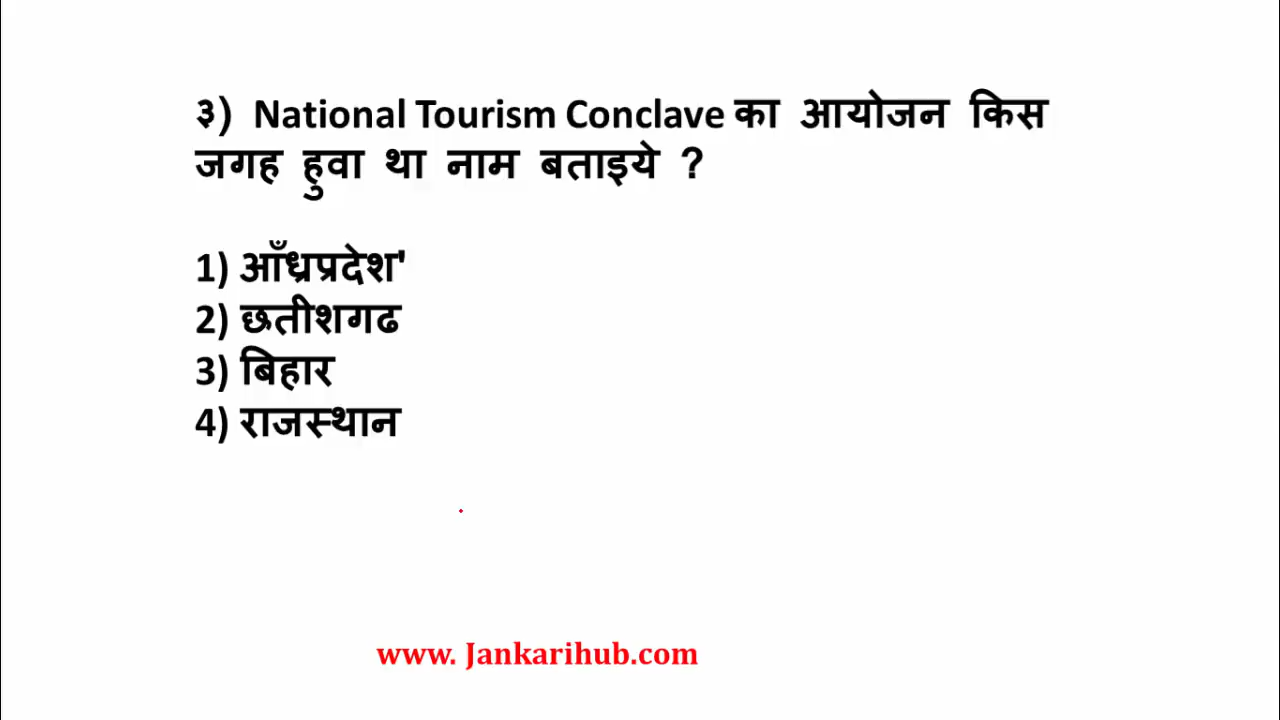 ३) National Tourism Conclave का आयोजन किस
जगह हुवा था नाम बताइये ?
1) आँध्रप्रदेश'
2) छतीशगढ
3) बिहार
4) राजस्थान
www. Jankarihub.com